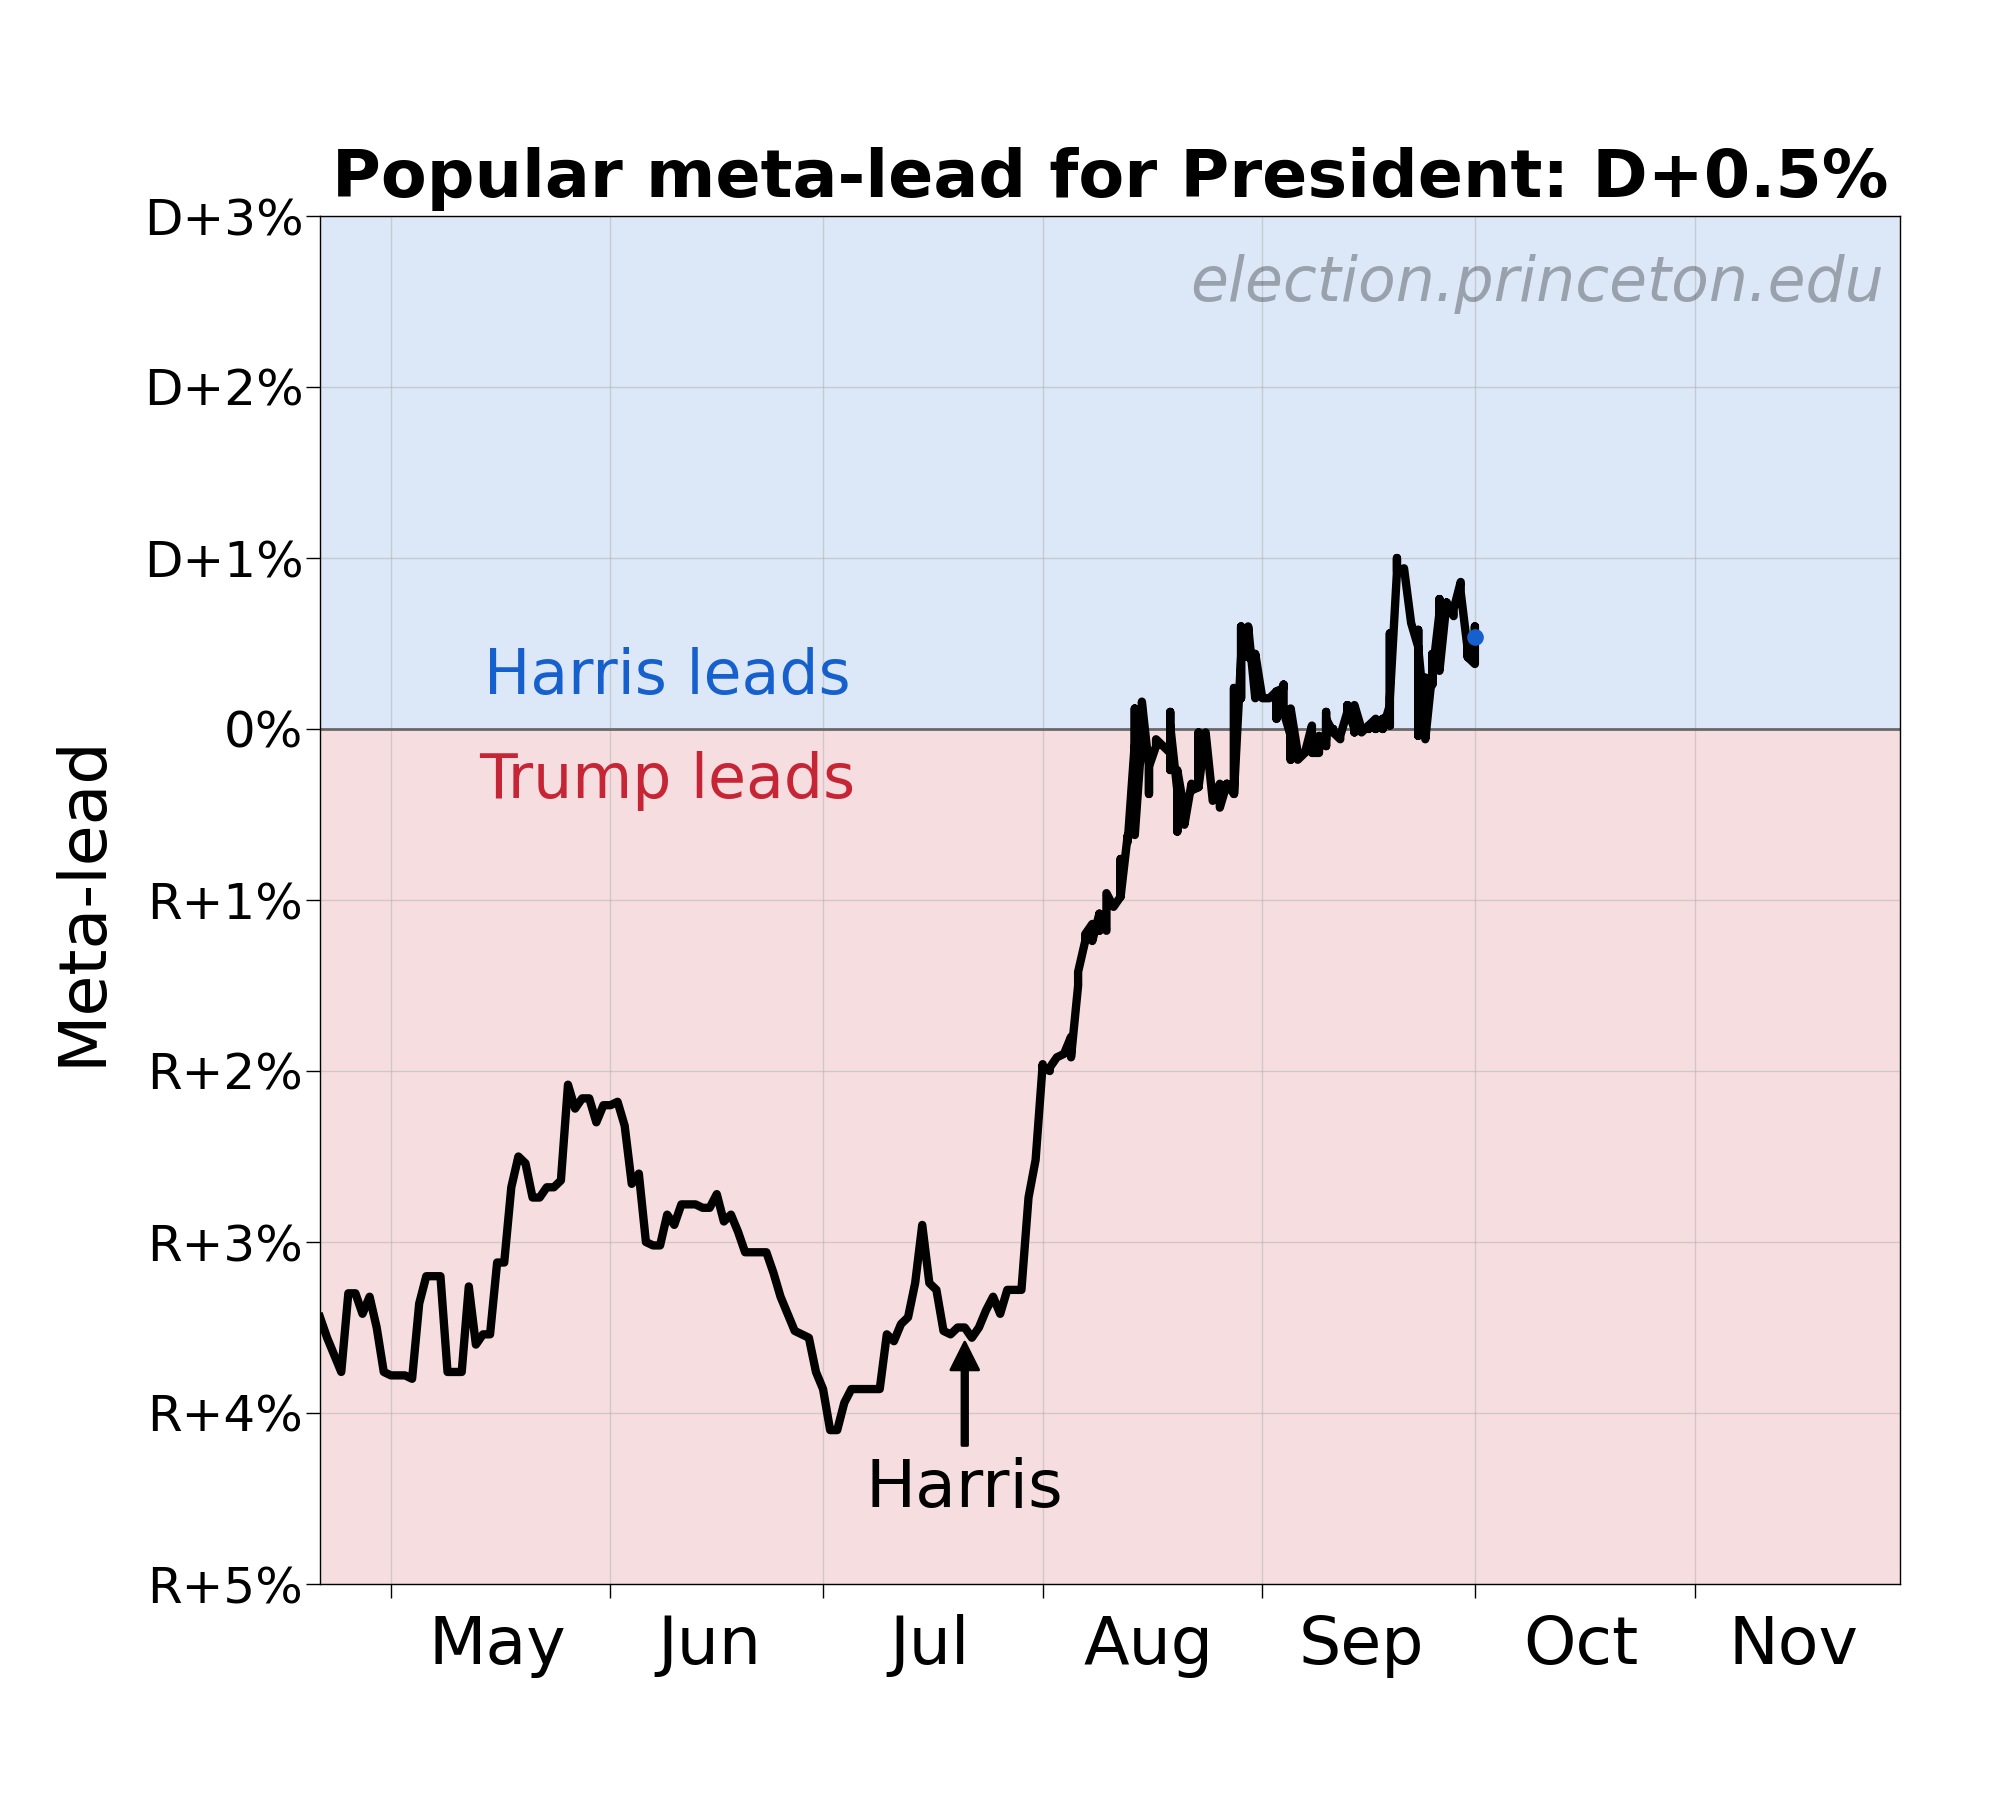 Popular meta-lead for President: D+0.5%
election.princeton.edu
D+3%
D+2%
D+1%
0%
R+1%
R+2%
R+3%
R+4%
R+5%
Meta-lead
Harris leads
Trump leads
Harris
May Jun Jul Aug Sep Oct Nov